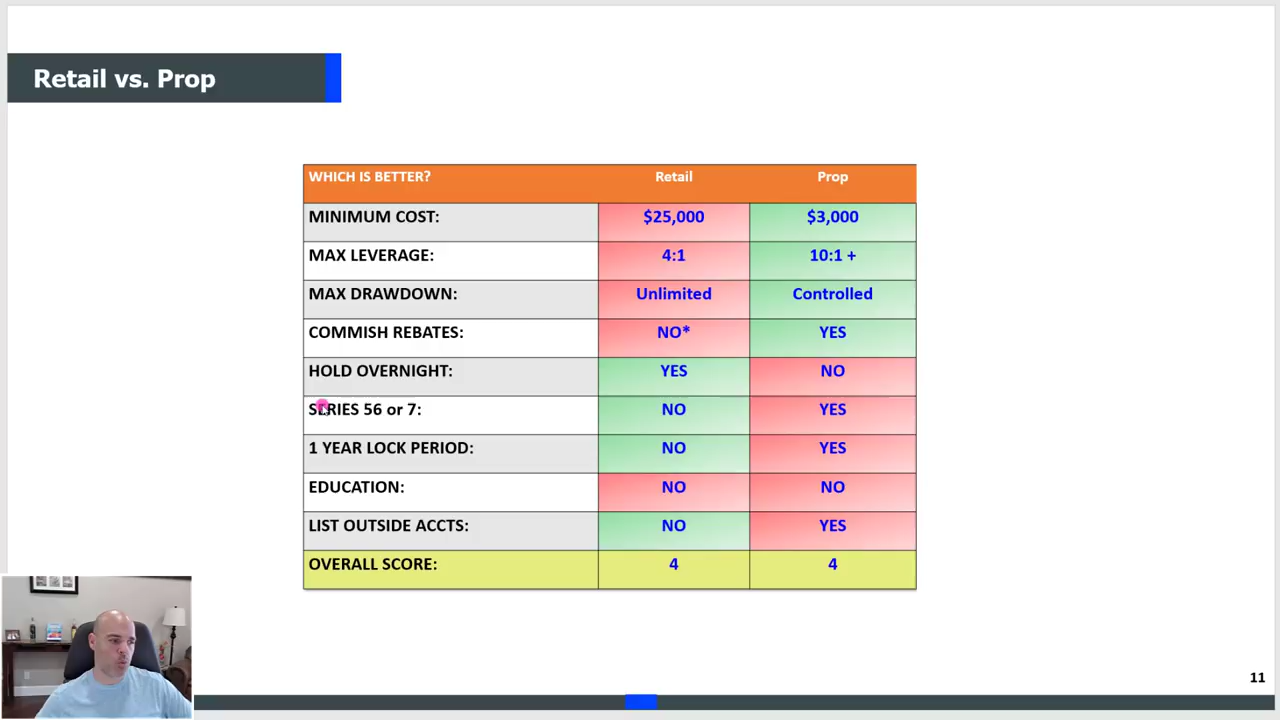 Retail vs. Prop
WHICH IS BETTER? Retail Prop
MINIMUM COST: $25,000 $3,000
MAX LEVERAGE: 4:1 10:1 +
MAX DRAWDOWN: Unlimited Controlled
COMMISH REBATES: NO* YES
HOLD OVERNIGHT: YES NO
SERIES 56 or 7: NO YES
1 YEAR LOCK PERIOD: NO YES
EDUCATION: NO NO
LIST OUTSIDE ACCTS: NO YES
OVERALL SCORE: 4 4
11